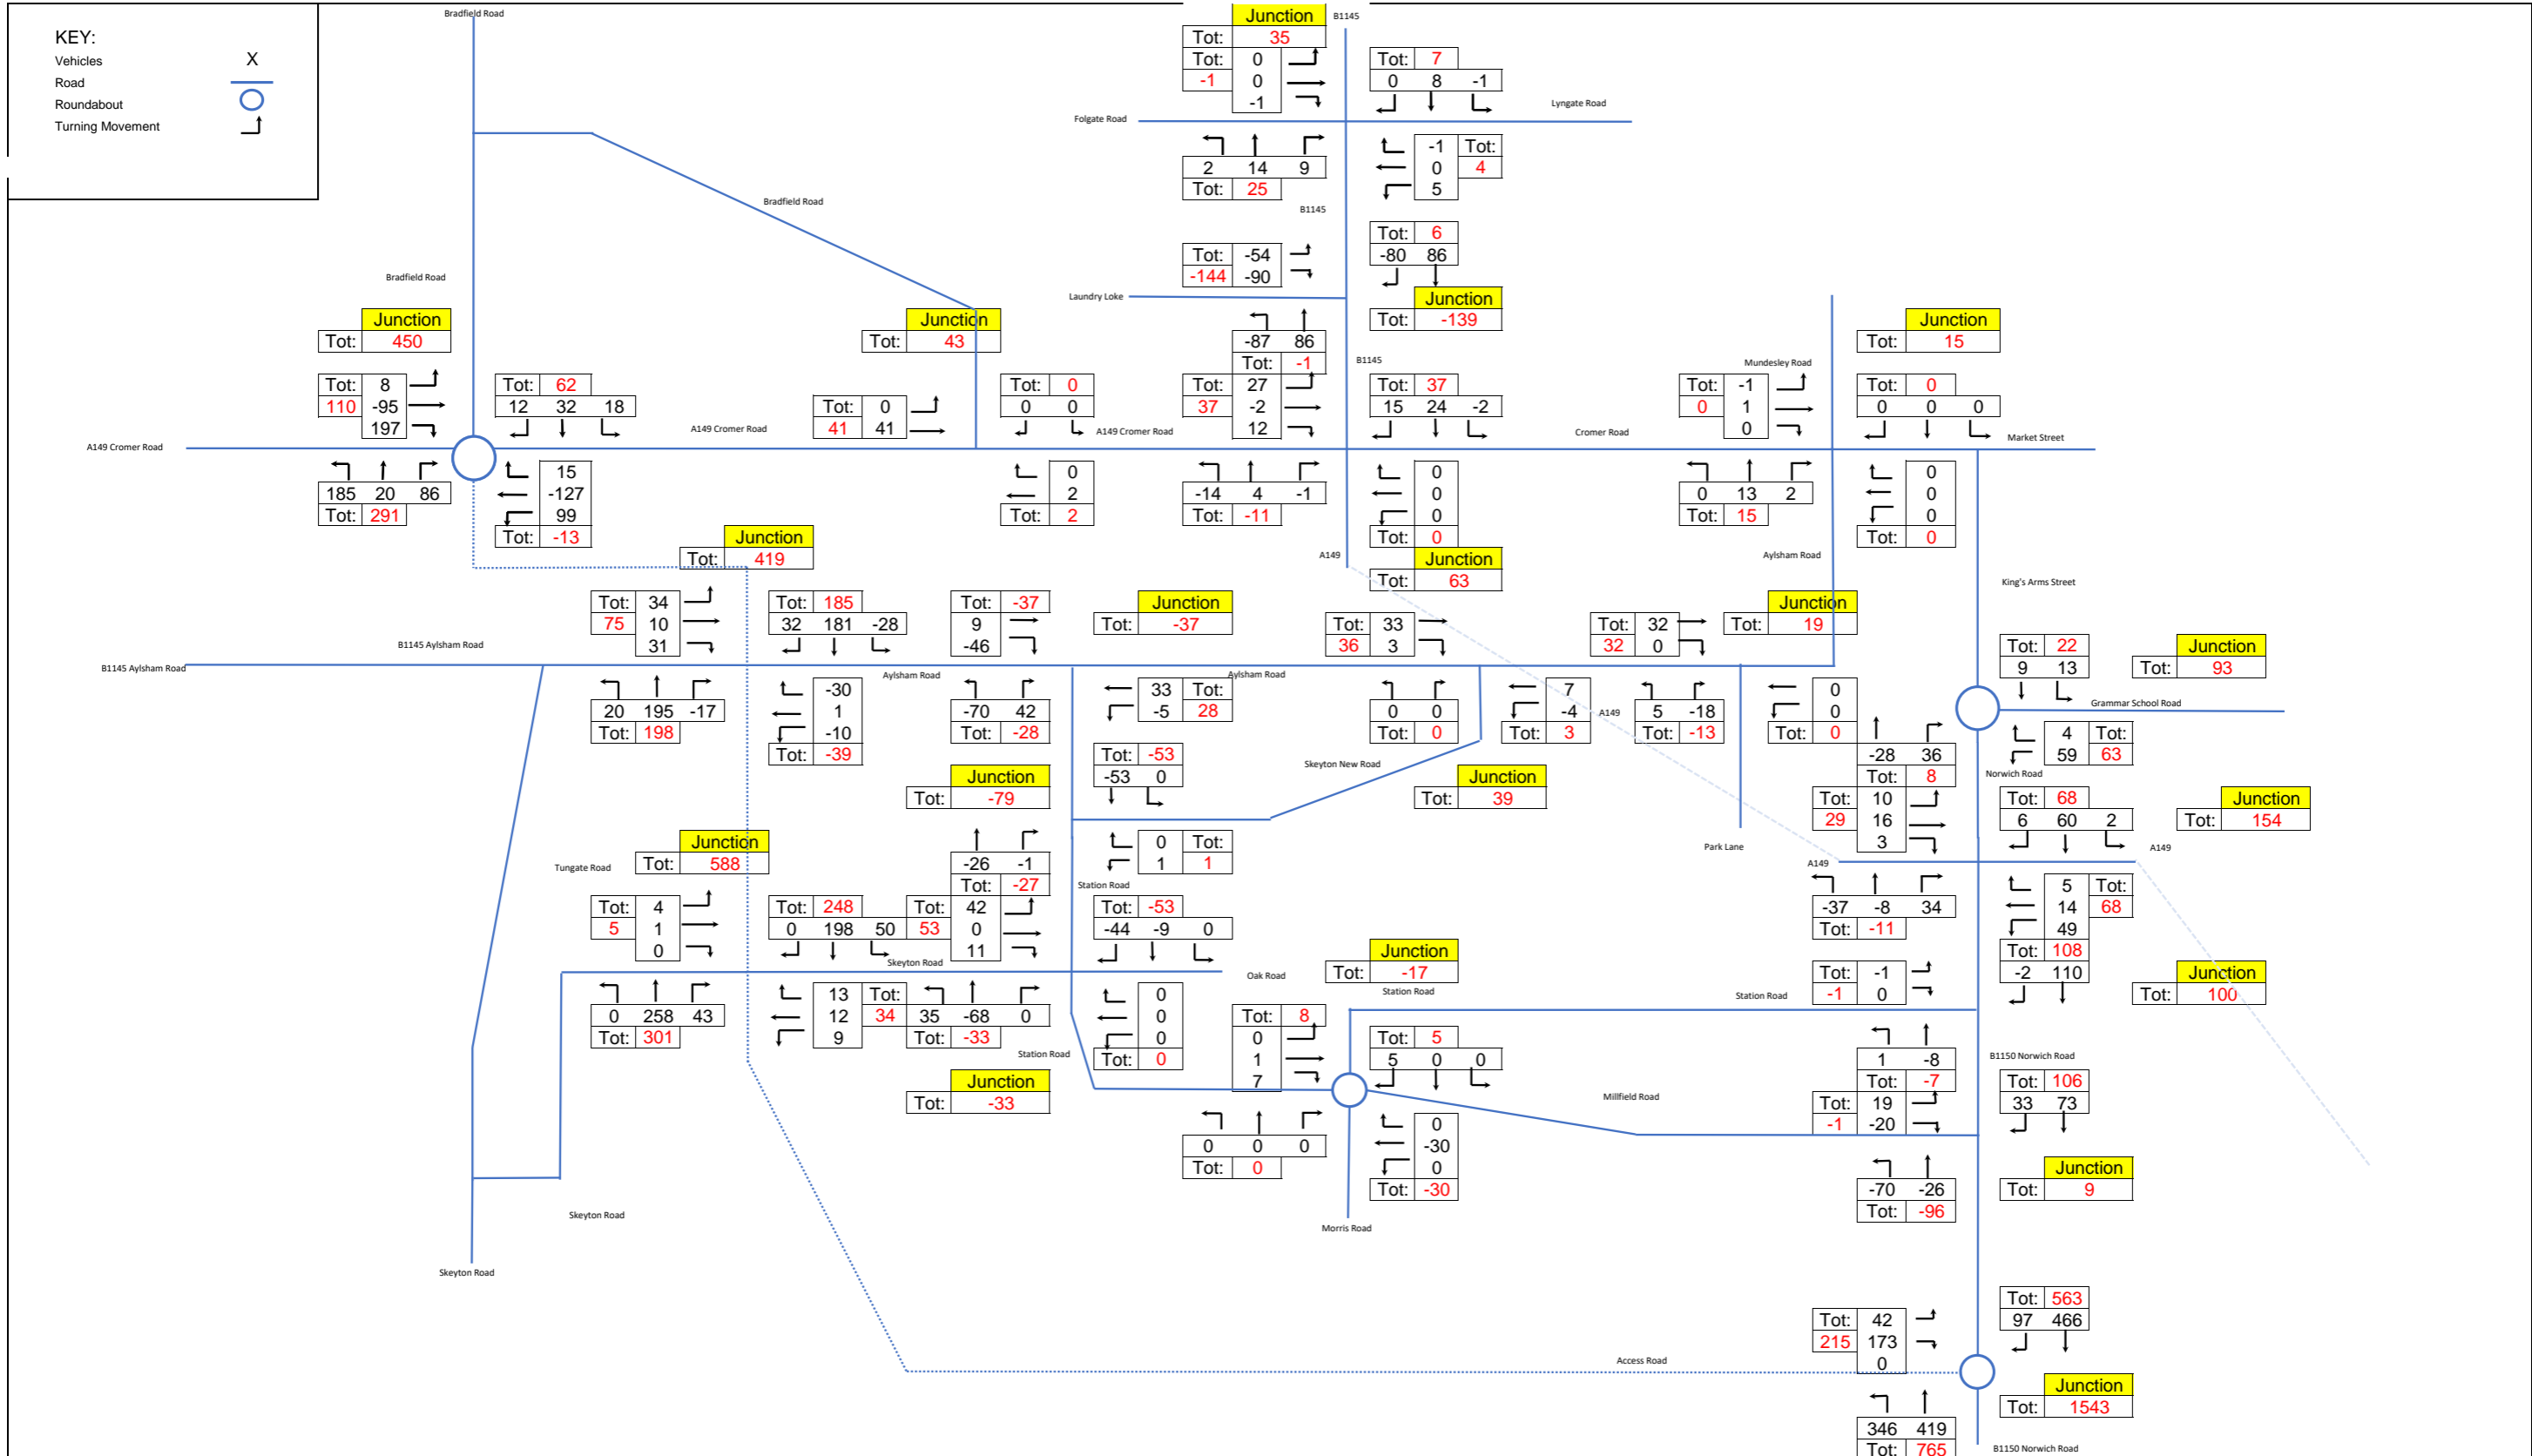 Bradfield Road
Junction
B1145
KEY:
Tot: 35
Vehicles X
Tot: 0
Tot: 7
Road
-1 0
0 8 -1
Roundabout
-1
Lyngate Road
Turning Movement
Folgate Road
-1 Tot:
2 14 9
0 4
Tot: 25
5
Bradfield Road
B1145
Tot: 6
Tot: -54
-80 86
-144 -90
Bradfield Road
Laundry Loke
Junction
Tot: -139
Junction
Tot: 450
Junction
Tot: 43
-87 86
Tot: -1
B1145
Junction
Tot: 15
Mundesley Road
Tot: 8
110 -95
197
Tot: 62
12 32 18
Tot: 0
41 41
Tot: 0
0 0
Tot: 27
37 -2
12
Tot: 37
15 24 -2
Tot: -1
0 1
0
Tot: 0
0 0 0
A149 Cromer Road
A149 Cromer Road
A149 Cromer Road
Cromer Road
Market Street
185 20 86
Tot: 291
15
-127
99
Tot: -13
0
2
Tot: 2
-14 4 -1
Tot: -11
0
0
0
Tot: 0
0 13 2
Tot: 15
0
0
0
Tot: 0
Junction
Tot: 419
A149
Junction
Tot: 63
Aylsham Road
King's Arms Street
Tot: 34
75 10
31
Tot: 185
32 181 -28
Tot: -37
9
-46
Junction
Tot: -37
Tot: 33
36 3
Tot: 32
32 0
Junction
Tot: 19
Tot: 22
9 13
Junction
Tot: 93
B1145 Aylsham Road
B1145 Aylsham Road
Aylsham Road
Aylsham Road
20 195 -17
Tot: 198
-30
1
-10
Tot: -39
-70 42
Tot: -28
33 Tot:
-5 28
0 0
Tot: 0
7
-4
Tot: 3
A149
5 -18
Tot: -13
0
0
Tot: 0
Grammar School Road
-28 36
Tot: 8
4 Tot:
59 63
Tot: -53
-53 0
Skeyton New Road
Norwich Road
Junction
Tot: -79
Junction
Tot: 39
Tot: 10
29 16
3
Tot: 68
6 60 2
Junction
Tot: 154
Junction
Tot: 588
Tungate Road
-26 -1
Tot: -27
0 Tot:
1 1
Park Lane
A149
A149
Station Road
Tot: 4
5 1
0
Tot: 248
0 198 50
Tot: 42
53 0
11
Tot: -53
-44 -9 0
-37 -8 34
Tot: -11
5 Tot:
14 68
49
Tot: 108
-2 110
Skeyton Road
Oak Road
Junction
Tot: -17
Station Road
Station Road
Tot: -1
-1 0
Junction
Tot: 100
0 258 43
Tot: 301
13 Tot:
12 34
9
35 -68 0
Tot: -33
Station Road
0
0
0
Tot: 0
Tot: 8
0
1
7
Tot: 5
5 0 0
1 -8
Tot: -7
B1150 Norwich Road
Junction
Tot: -33
Millfield Road
Tot: 19
-1 -20
Tot: 106
33 73
0 0 0
Tot: 0
0
-30
0
Tot: -30
-70 -26
Tot: -96
Junction
Tot: 9
Skeyton Road
Morris Road
Skeyton Road
Tot: 42
215 173
0
Tot: 563
97 466
Access Road
Junction
Tot: 1543
346 419
Tot: 765
B1150 Norwich Road